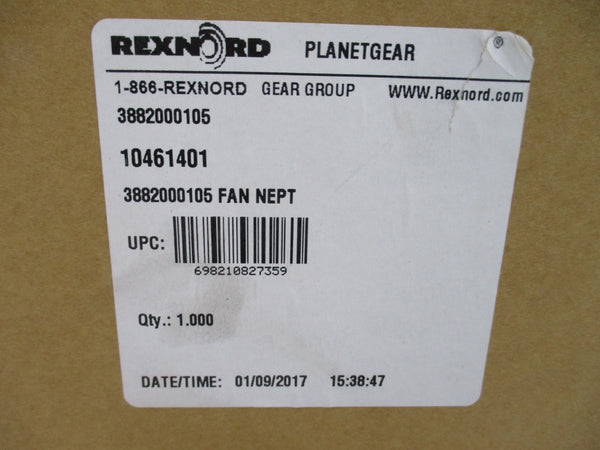 REXNORD PLANETGEAR ®
1-866-REXNORD GEAR GROUP WWW.Rexnord.com
3882000105
10461401
3882000105 FAN NEPT
UPC:
698210827359
Qty.: 1.000
DATE/TIME: 01/09/2017 15:38:47